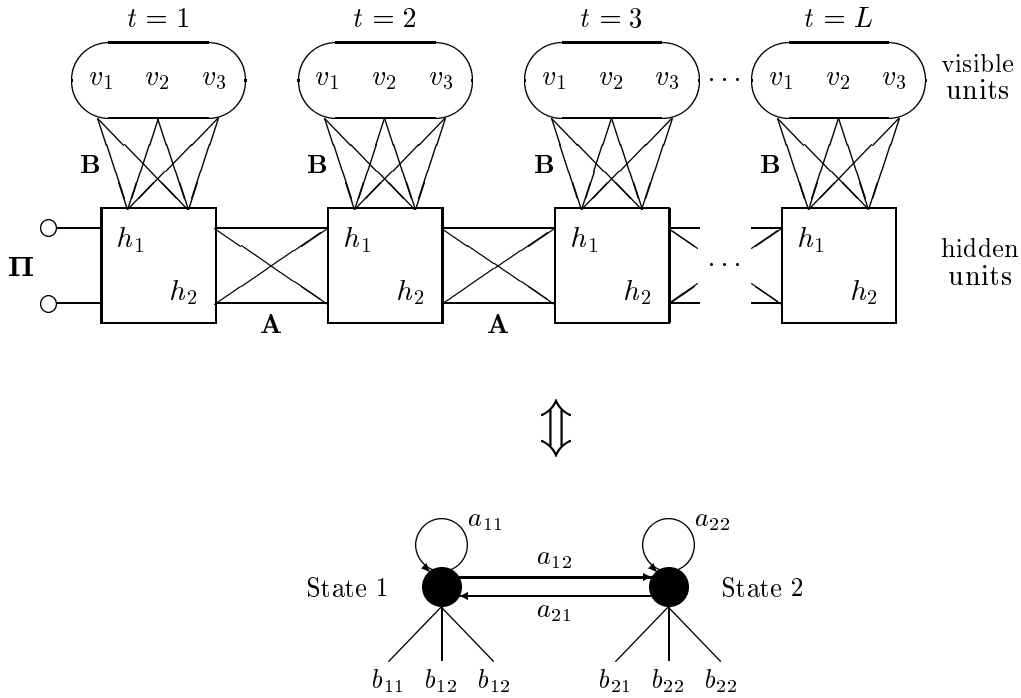 t = 1 t = 2 t = 3 t = L
v₁ v₂ v₃ v₁ v₂ v₃ v₁ v₂ v₃ ··· v₁ v₂ v₃
visible
units
B B B B
h₁ h₁ h₁ h₁
Π ···
h₂ h₂ h₂ h₂
hidden
units
A A
a₁₁ a₂₂
a₁₂
State 1 State 2
a₂₁
b₁₁ b₁₂ b₁₂ b₂₁ b₂₂ b₂₂